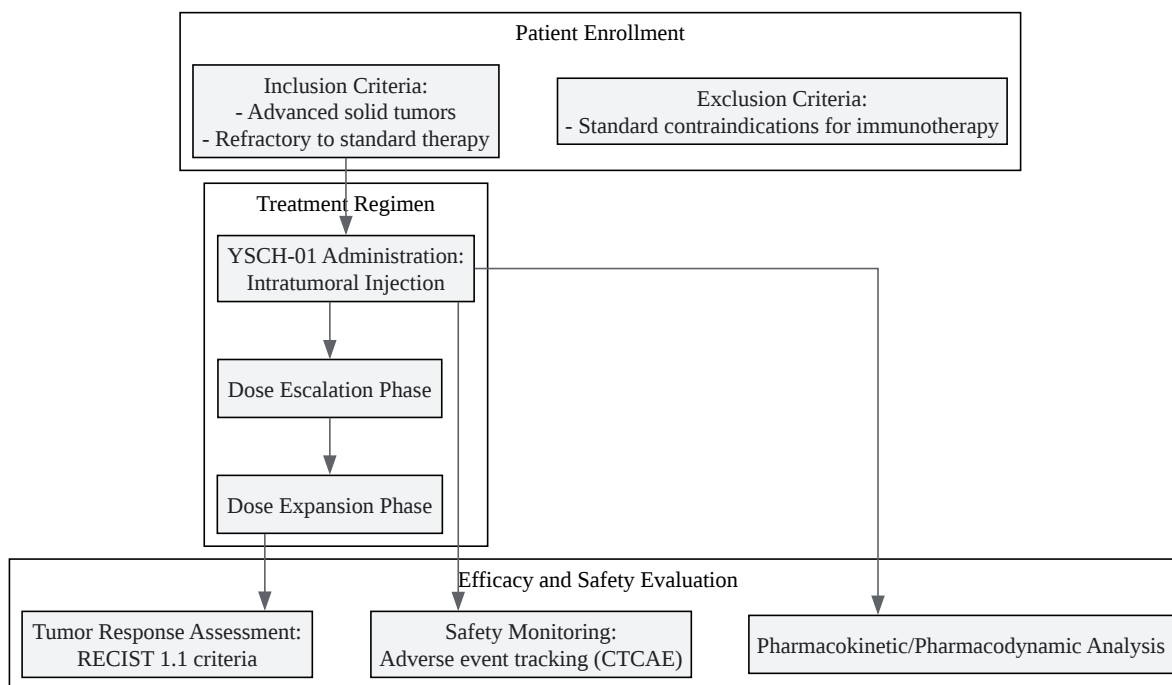 Patient Enrollment
Inclusion Criteria:
- Advanced solid tumors
- Refractory to standard therapy
Exclusion Criteria:
- Standard contraindications for immunotherapy
Treatment Regimen
YSCH-01 Administration:
Intratumoral Injection
Dose Escalation Phase
Dose Expansion Phase
Efficacy and Safety Evaluation
Tumor Response Assessment:
RECIST 1.1 criteria
Safety Monitoring:
Adverse event tracking (CTCAE)
Pharmacokinetic/Pharmacodynamic Analysis